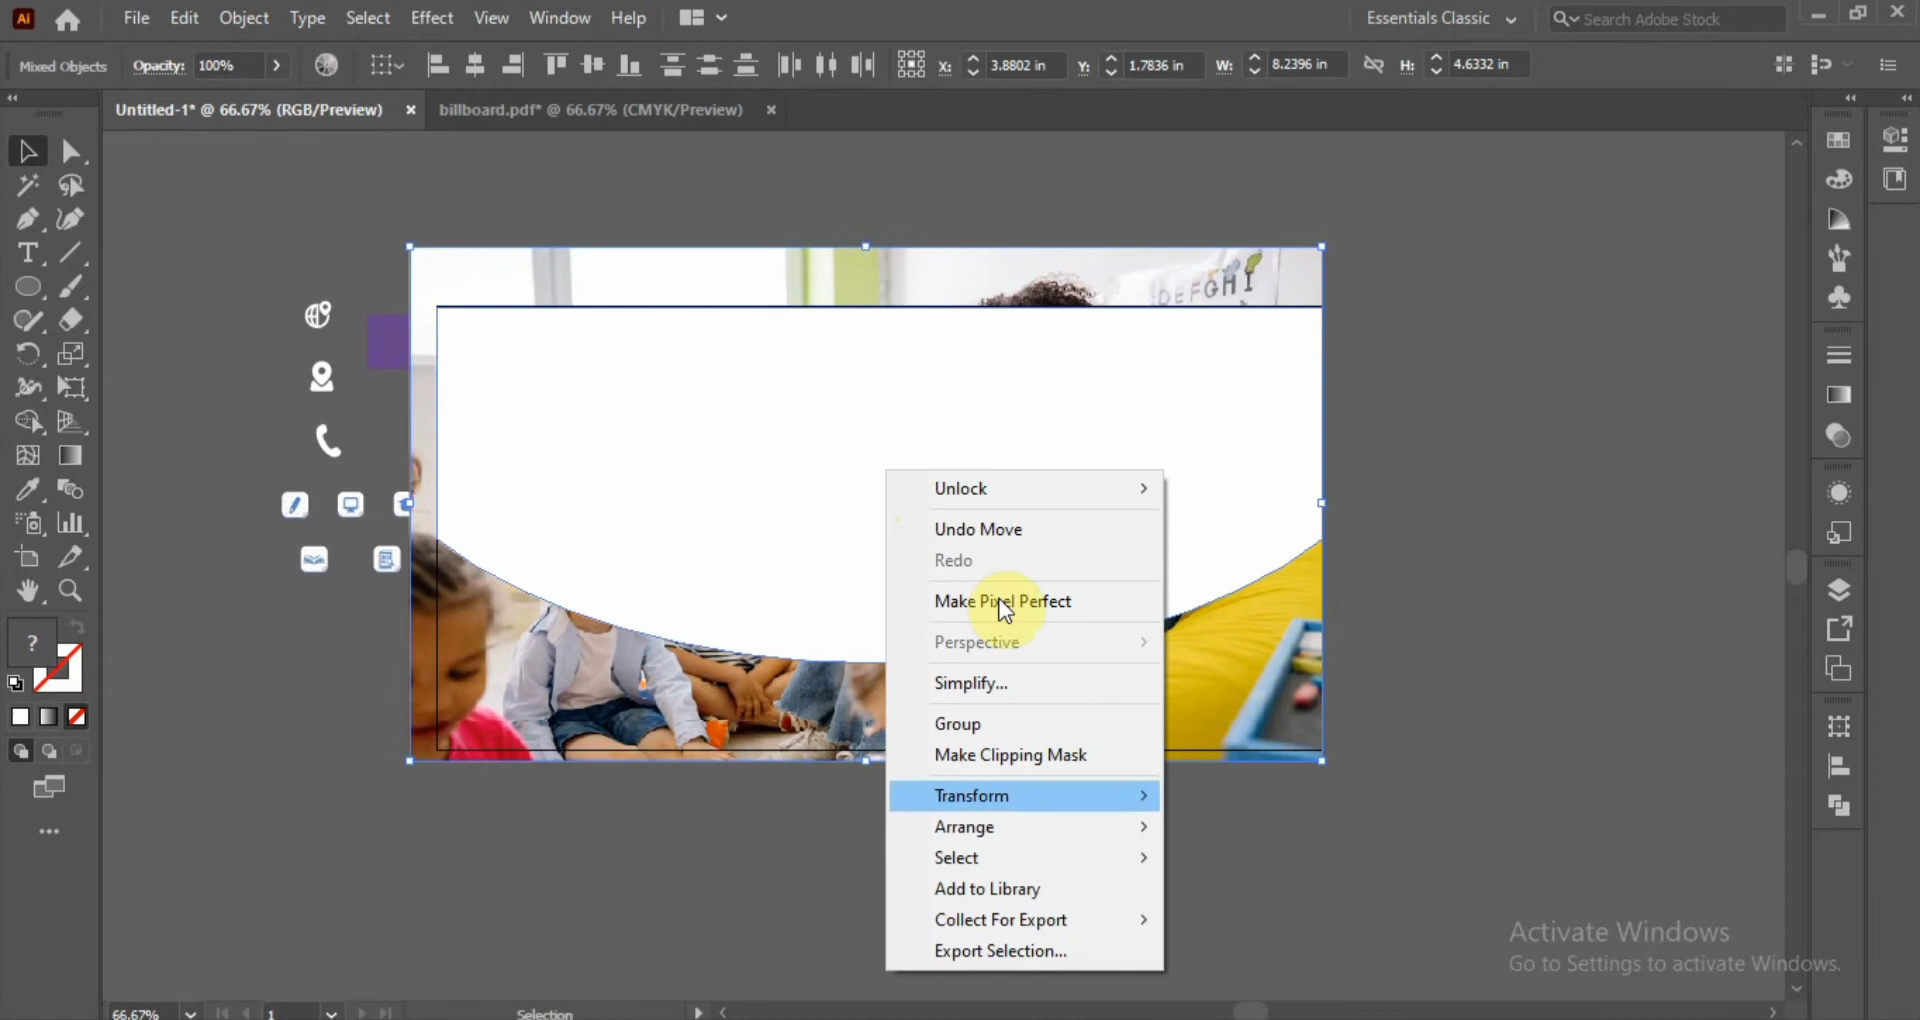 Ai File Edit Object Type Select Effect View Window Help Essentials Classic Search Adobe Stock
Mixed Objects Opacity: 100% X: 3.8802 in Y: 1.7836 in W: 8.2396 in H: 4.6332 in
Untitled-1* @ 66.67% (RGB/Preview) billboard.pdf* @ 66.67% (CMYK/Preview)
DEFGHI
Unlock
Undo Move
Redo
Make Pixel Perfect
Perspective
Simplify...
Group
Make Clipping Mask
Transform
Arrange
Select
Add to Library
Collect For Export
Export Selection...
?
Activate Windows
Go to Settings to activate Windows.
66.67% 1 Selection